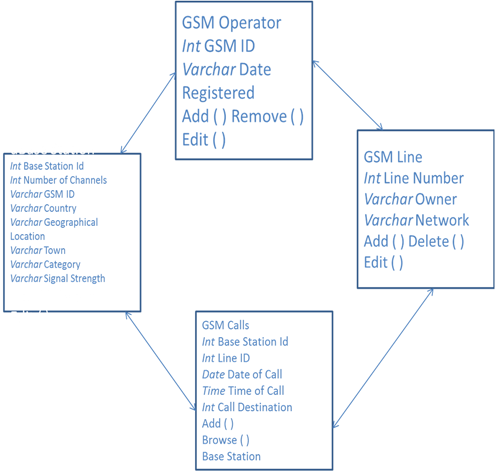 GSM Operator
Int GSM ID
Varchar Date
Registered
Add ( ) Remove ( )
Edit ( )
GSM Line
Int Line Number
Varchar Owner
Varchar Network
Add ( ) Delete ( )
Edit ( )
Int Base Station Id
Int Number of Channels
Varchar GSM ID
Varchar Country
Varchar Geographical
Location
Varchar Town
Varchar Category
Varchar Signal Strength
GSM Calls
Int Base Station Id
Int Line ID
Date Date of Call
Time Time of Call
Int Call Destination
Add ( )
Browse ( )
Base Station